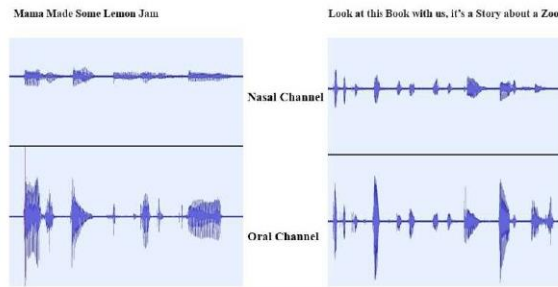 Mama Made Some Lemon Jam
Look at this Book with us, it's a Story about a Zoo
Nasal Channel
Oral Channel